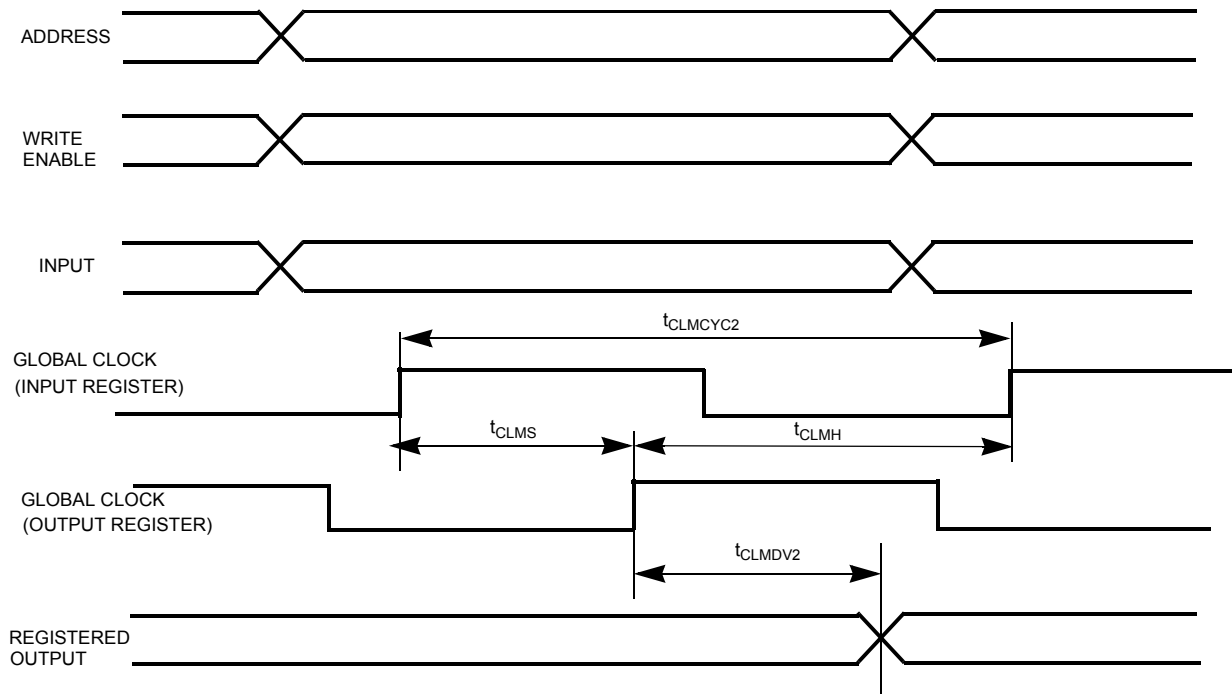 ADDRESS
WRITE
ENABLE
INPUT
tCLMCYC2
GLOBAL CLOCK
(INPUT REGISTER)
tCLMS
tCLMH
GLOBAL CLOCK
(OUTPUT REGISTER)
tCLMDV2
REGISTERED
OUTPUT